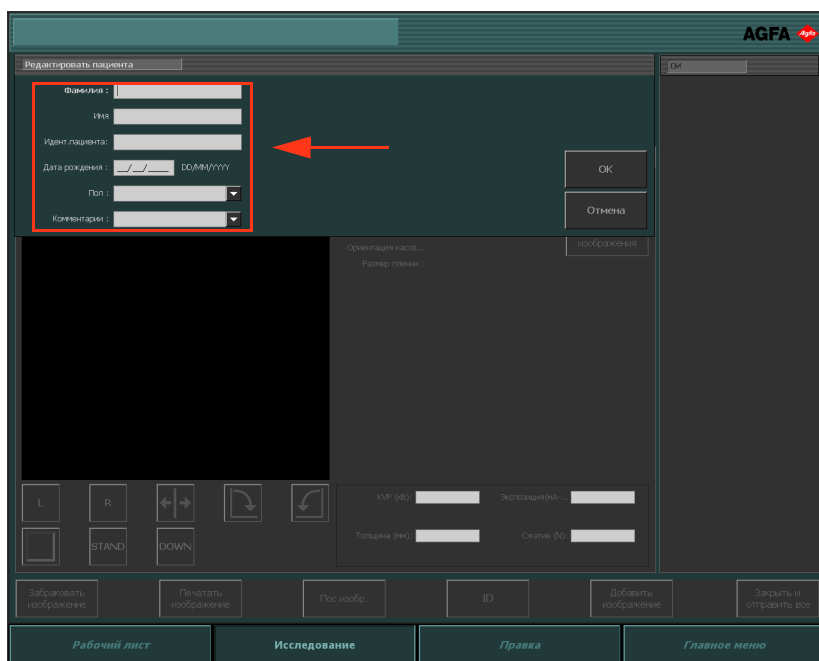 AGFA Agfa
Редактировать пациента
ОИ
Фамилия :
Имя
Идент.пациента:
Дата рождения : __/__/____ DD/MM/YYYY
Пол :
Комментарии :
OK
Отмена
изображения
Ориентация кассе...
Размер пленки :
L
R
KVP (кВ):
Экспозиция(мА-...
STAND
DOWN
Толщина (мм):
Сжатие (N):
Забраковать
изображение
Печатать
изображение
Пос.изобр.
ID
Добавить
изображение
Закрыть и
отправить все
Рабочий лист
Исследование
Правка
Главное меню